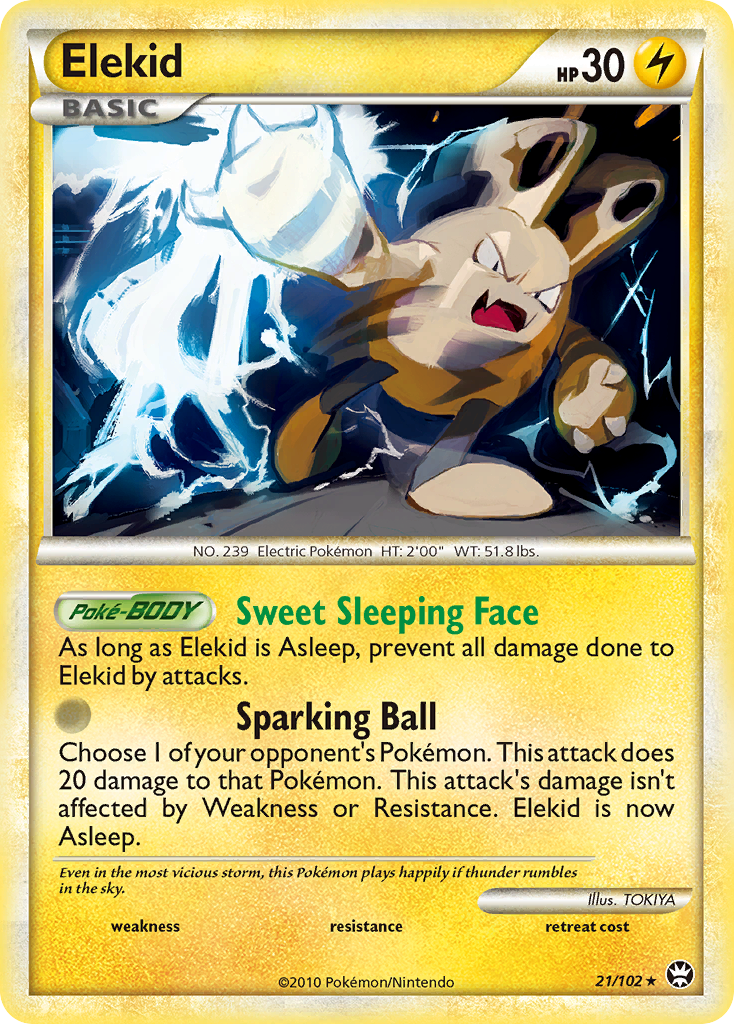 Elekid
HP 30
BASIC
NO. 239 Electric Pokémon HT: 2'00" WT: 51.8 lbs.
Poké-BODY Sweet Sleeping Face
As long as Elekid is Asleep, prevent all damage done to
Elekid by attacks.
Sparking Ball
Choose 1 of your opponent's Pokémon. This attack does
20 damage to that Pokémon. This attack's damage isn't
affected by Weakness or Resistance. Elekid is now
Asleep.
Even in the most vicious storm, this Pokémon plays happily if thunder rumbles
in the sky.
Illus. TOKIYA
weakness resistance retreat cost
©2010 Pokémon/Nintendo
21/102 ★